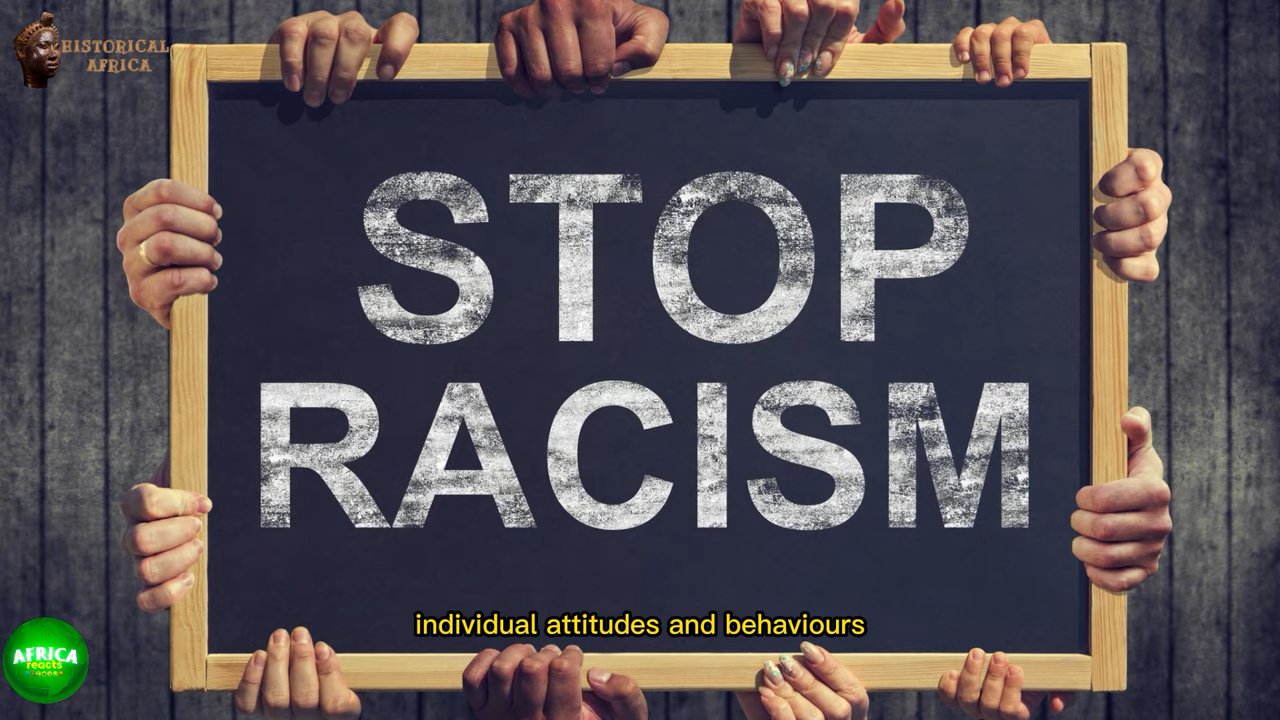 HISTORICAL
AFRICA
STOP
RACISM
individual attitudes and behaviours
AFRICA
reacts